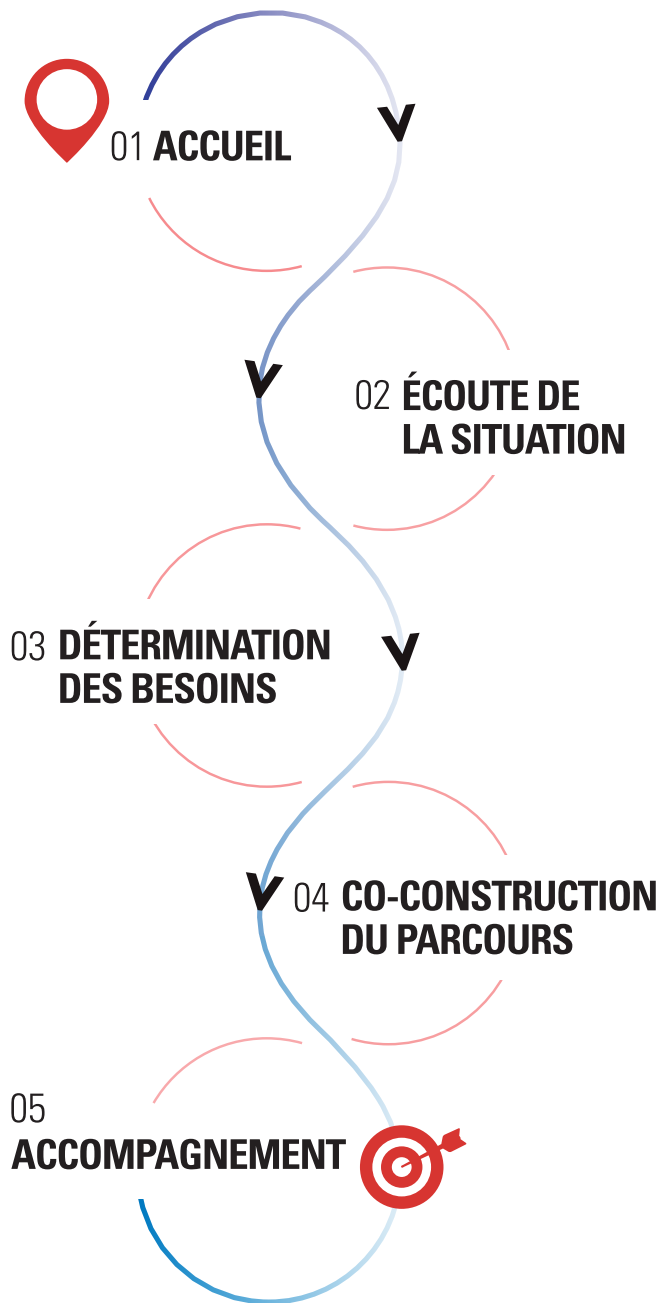 01 ACCUEIL
02 ÉCOUTE DE
LA SITUATION
03 DÉTERMINATION
DES BESOINS
04 CO-CONSTRUCTION
DU PARCOURS
05
ACCOMPAGNEMENT